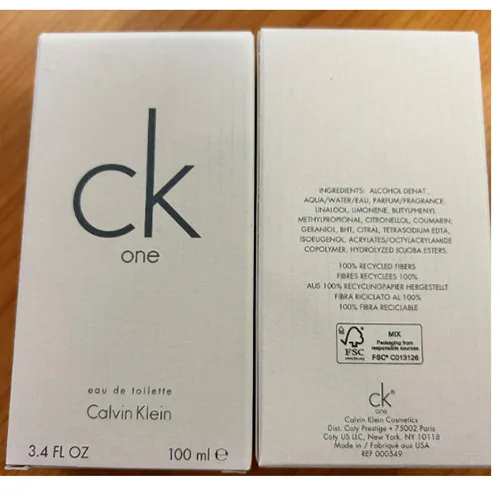 ck
one
eau de toilette
Calvin Klein
3.4 FL OZ 100 ml ℮
INGREDIENTS: ALCOHOL DENAT.,
AQUA/WATER/EAU, PARFUM/FRAGRANCE,
LINALOOL, LIMONENE, BUTYLPHENYL
METHYLPROPIONAL, CITRONELLOL, COUMARIN,
GERANIOL, BHT, CITRAL, TETRASODIUM EDTA,
ISOEUGENOL, ACRYLATES/OCTYLACRYLAMIDE
COPOLYMER, HYDROLYZED JOJOBA ESTERS.
100% RECYCLED FIBERS
FIBRES RECYCLEES 100%
AUS 100% RECYCLINGPAPIER HERGESTELLT
FIBRA RICICLATO AL 100%
100% FIBRA RECICLABLE
FSC
www.fsc.org
MIX
Packaging from
responsible sources
FSC® C013126
ck®
one
Calvin Klein Cosmetics
Dist. Coty Prestige • 75002 Paris
Coty US LLC, New York, NY 10118
Made in / Fabriqué aux USA
REF 000549